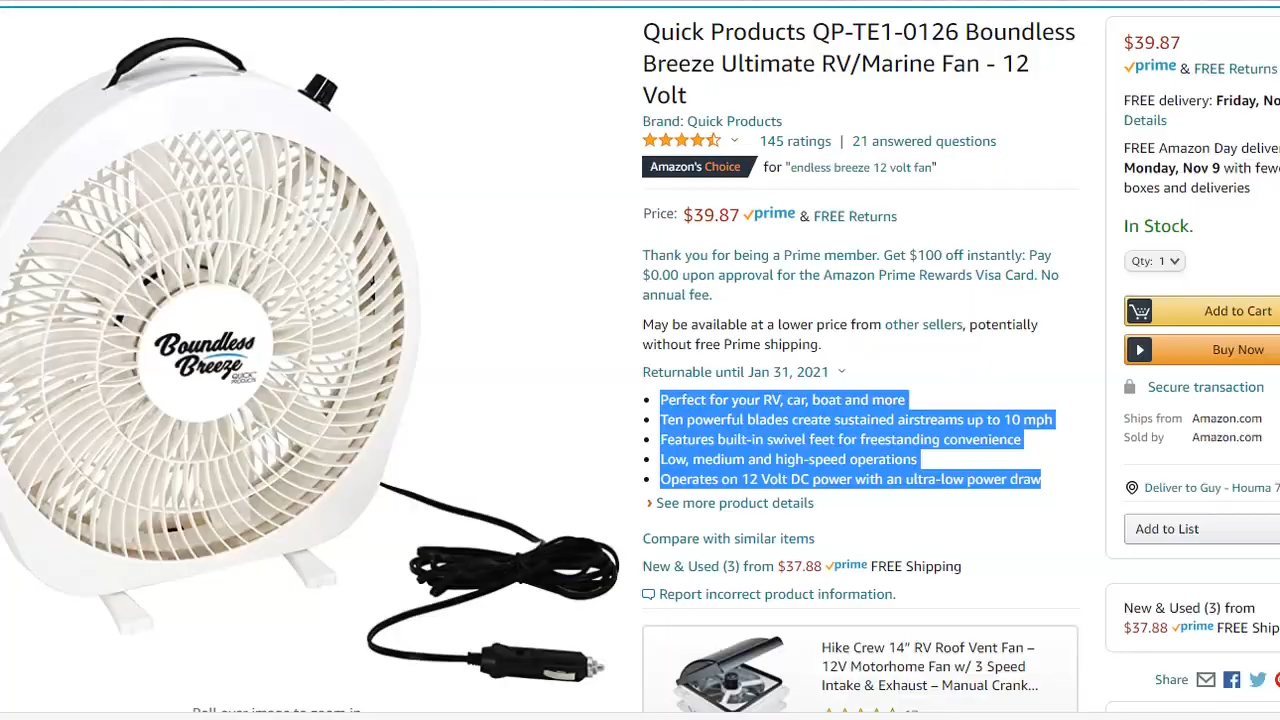 Quick Products QP-TE1-0126 Boundless
Breeze Ultimate RV/Marine Fan - 12
Volt
Brand: Quick Products
145 ratings | 21 answered questions
Amazon's Choice for "endless breeze 12 volt fan"
Price: $39.87 prime & FREE Returns
Thank you for being a Prime member. Get $100 off instantly: Pay
$0.00 upon approval for the Amazon Prime Rewards Visa Card. No
annual fee.
May be available at a lower price from other sellers, potentially
without free Prime shipping.
Returnable until Jan 31, 2021
• Perfect for your RV, car, boat and more
• Ten powerful blades create sustained airstreams up to 10 mph
• Features built-in swivel feet for freestanding convenience
• Low, medium and high-speed operations
• Operates on 12 Volt DC power with an ultra-low power draw
› See more product details
Compare with similar items
New & Used (3) from $37.88 prime FREE Shipping
Report incorrect product information.
Hike Crew 14" RV Roof Vent Fan –
12V Motorhome Fan w/ 3 Speed
Intake & Exhaust – Manual Crank...
Boundless
Breeze
QUICK
PRODUCTS
$39.87
prime & FREE Returns
FREE delivery: Friday, No
Details
FREE Amazon Day delive
Monday, Nov 9 with few
boxes and deliveries
In Stock.
Qty: 1
Add to Cart
Buy Now
Secure transaction
Ships from Amazon.com
Sold by Amazon.com
Deliver to Guy - Houma 7
Add to List
New & Used (3) from
$37.88 prime FREE Ship
Share